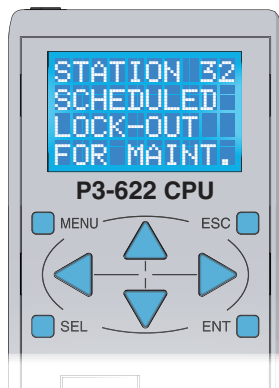 STATION 32
SCHEDULED
LOCK-OUT
FOR MAINT.
P3-622 CPU
MENU ESC
SEL ENT